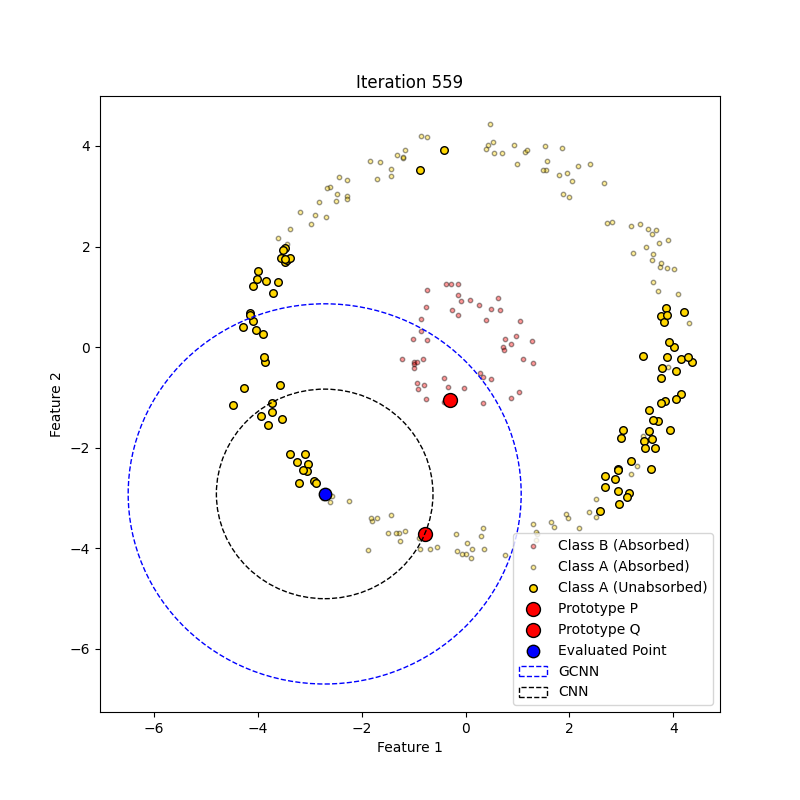 Iteration 559
Feature 2
4
2
0
−2
−4
−6
−6
−4
−2
0
2
4
Feature 1
Class B (Absorbed)
Class A (Absorbed)
Class A (Unabsorbed)
Prototype P
Prototype Q
Evaluated Point
GCNN
CNN